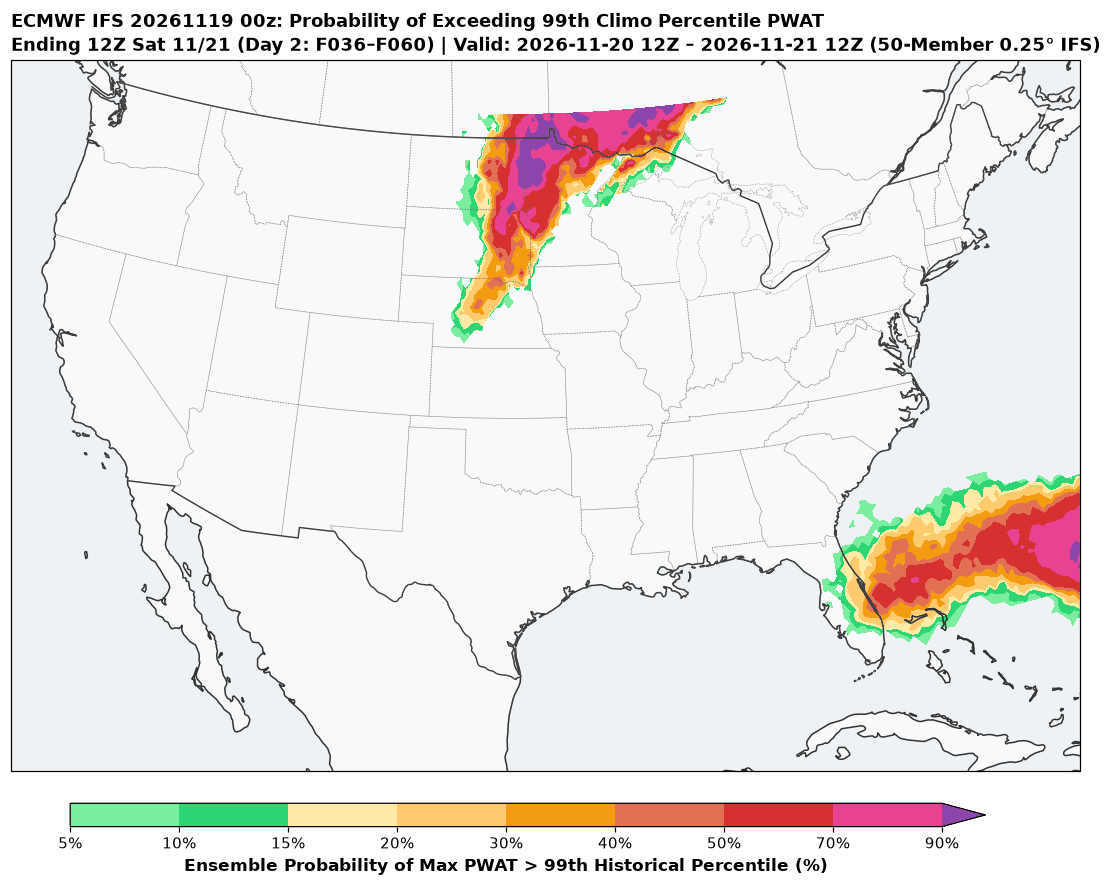 ECMWF IFS 20261119 00z: Probability of Exceeding 99th Climo Percentile PWAT
Ending 12Z Sat 11/21 (Day 2: F036–F060) | Valid: 2026-11-20 12Z – 2026-11-21 12Z (50-Member 0.25° IFS)
5% 10% 15% 20% 30% 40% 50% 70% 90%
Ensemble Probability of Max PWAT > 99th Historical Percentile (%)